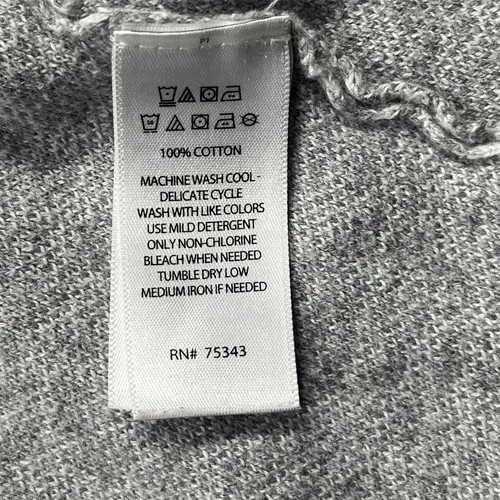 100% COTTON
MACHINE WASH COOL -
DELICATE CYCLE
WASH WITH LIKE COLORS
USE MILD DETERGENT
ONLY NON-CHLORINE
BLEACH WHEN NEEDED
TUMBLE DRY LOW
MEDIUM IRON IF NEEDED
RN# 75343